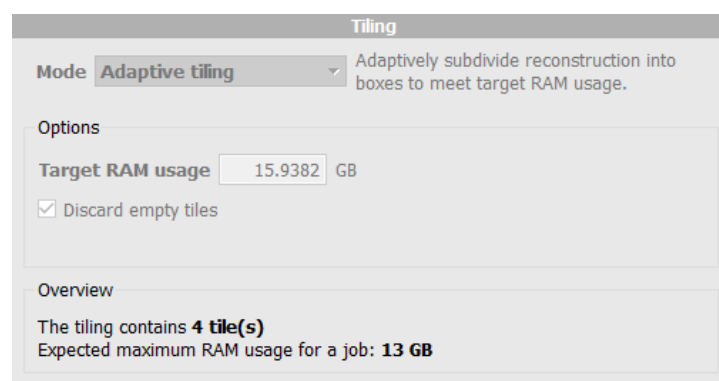 Tiling
Mode Adaptive tiling Adaptively subdivide reconstruction into
boxes to meet target RAM usage.
Options
Target RAM usage 15.9382 GB
Discard empty tiles
Overview
The tiling contains 4 tile(s)
Expected maximum RAM usage for a job: 13 GB